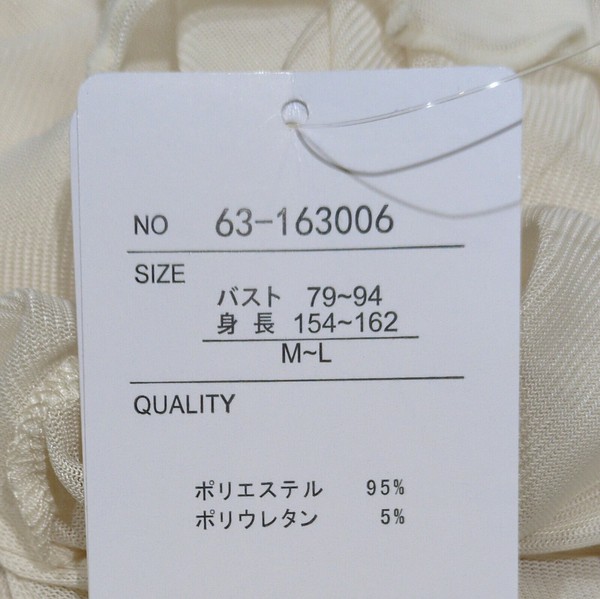 NO 63-163006
SIZE
バスト 79~94
身長 154~162
M~L
QUALITY
ポリエステル 95%
ポリウレタン 5%